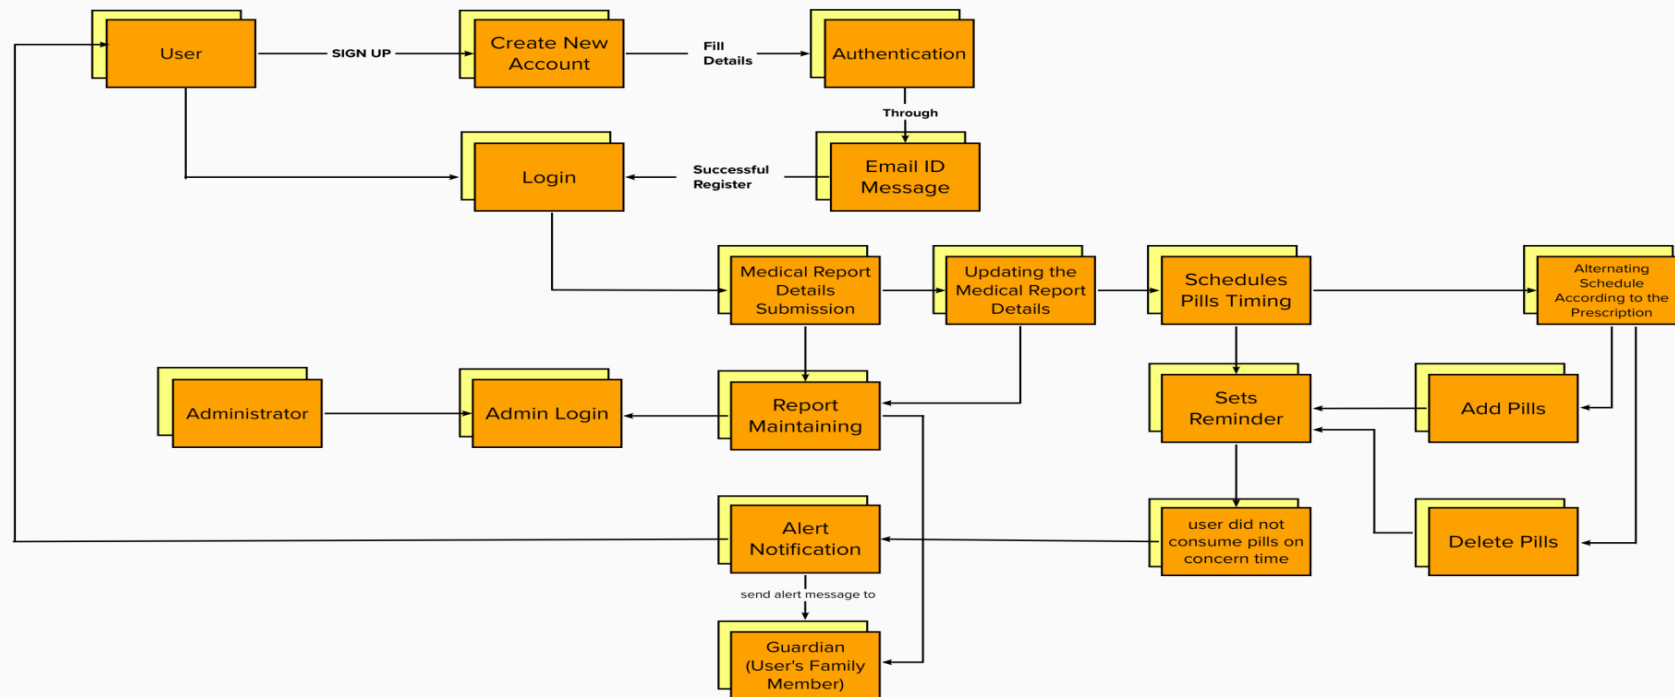 User
SIGN UP
Create New
Account
Fill
Details
Authentication
Through
Login
Successful
Register
Email ID
Message
Medical Report
Details
Submission
Updating the
Medical Report
Details
Schedules
Pills Timing
Alternating
Schedule
According to the
Prescription
Administrator
Admin Login
Report
Maintaining
Sets
Reminder
Add Pills
Alert
Notification
user did not
consume pills on
concern time
Delete Pills
send alert message to
Guardian
(User's Family
Member)